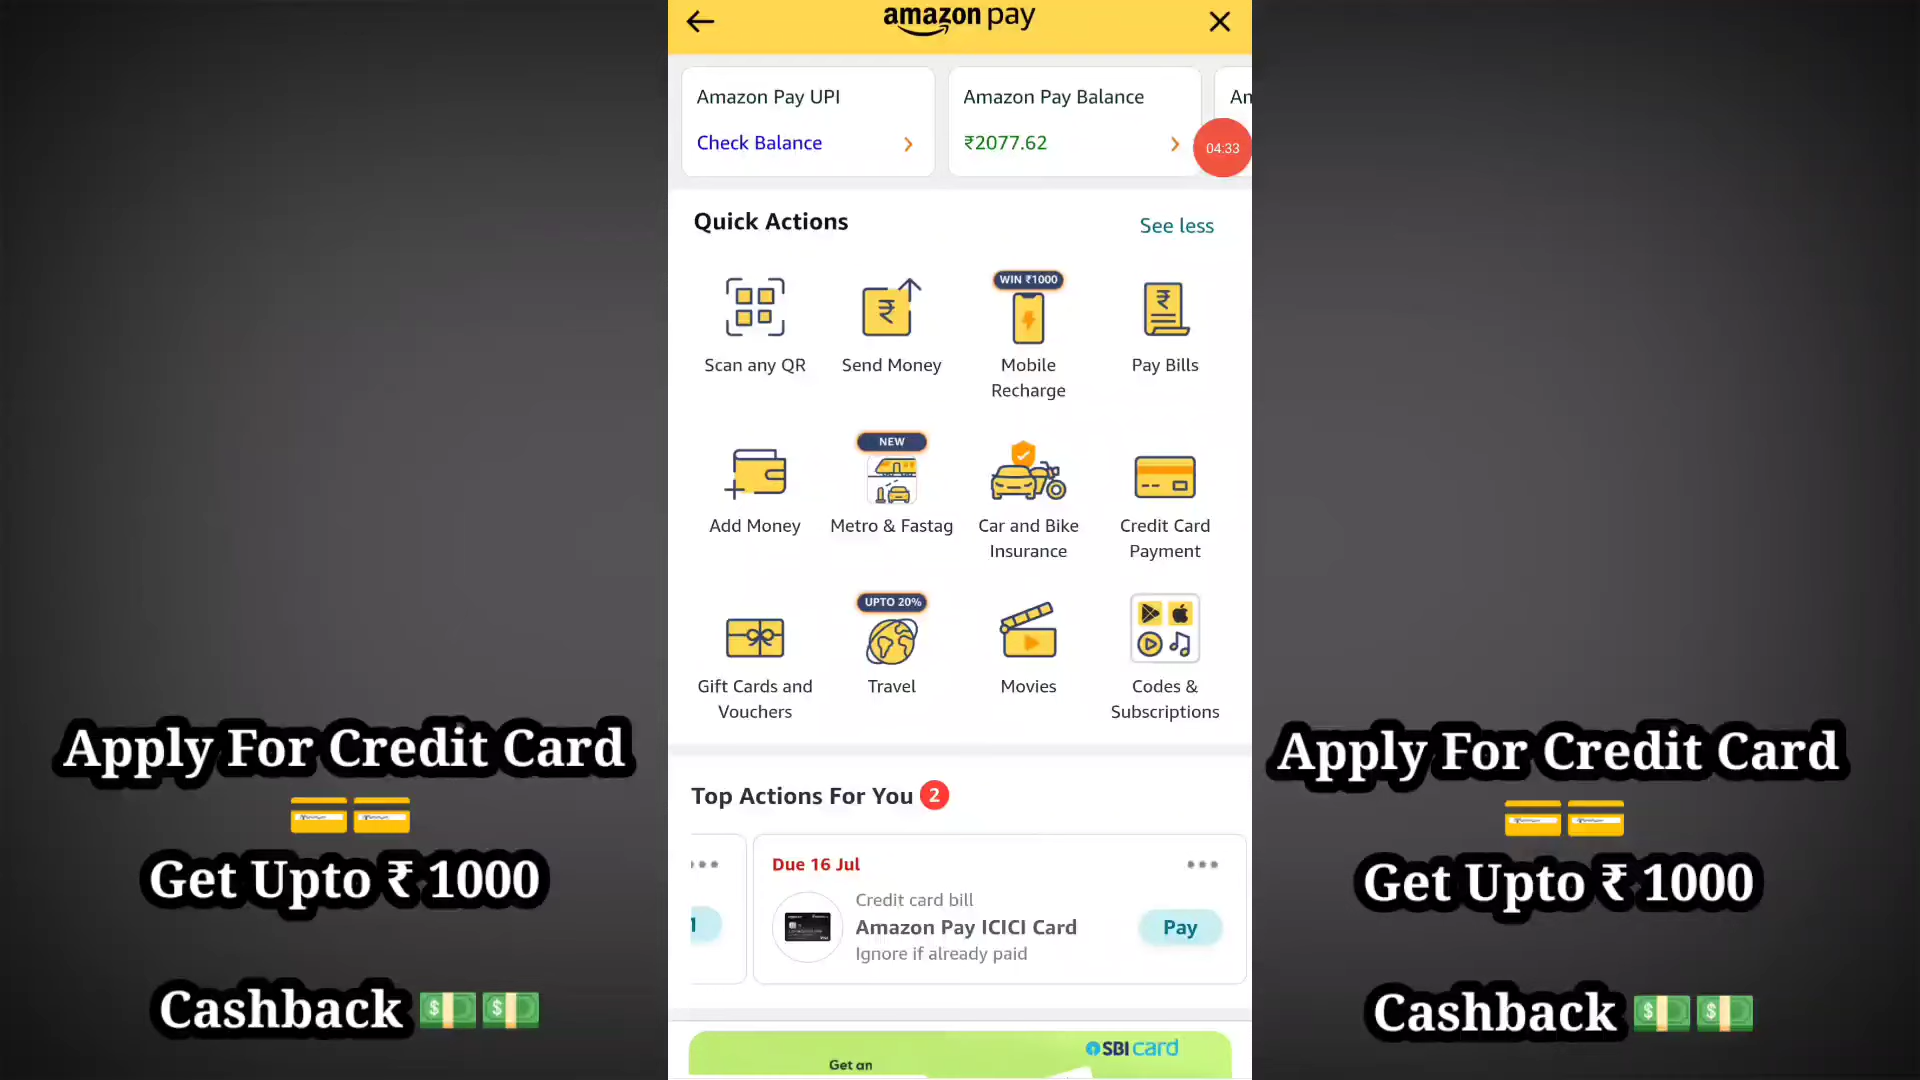 amazon pay
Amazon Pay UPI
Check Balance
Amazon Pay Balance
₹2077.62
An
04:33
Quick Actions
See less
Scan any QR
Send Money
WIN ₹1000
Mobile
Recharge
Pay Bills
Add Money
NEW
Metro & Fastag
Car and Bike
Insurance
Credit Card
Payment
Gift Cards and
Vouchers
UPTO 20%
Travel
Movies
Codes &
Subscriptions
Top Actions For You 2
Due 16 Jul
Credit card bill
Amazon Pay ICICI Card
Ignore if already paid
Pay
SBI card
Get an
Apply For Credit Card
Get Upto ₹ 1000
Cashback
Apply For Credit Card
Get Upto ₹ 1000
Cashback